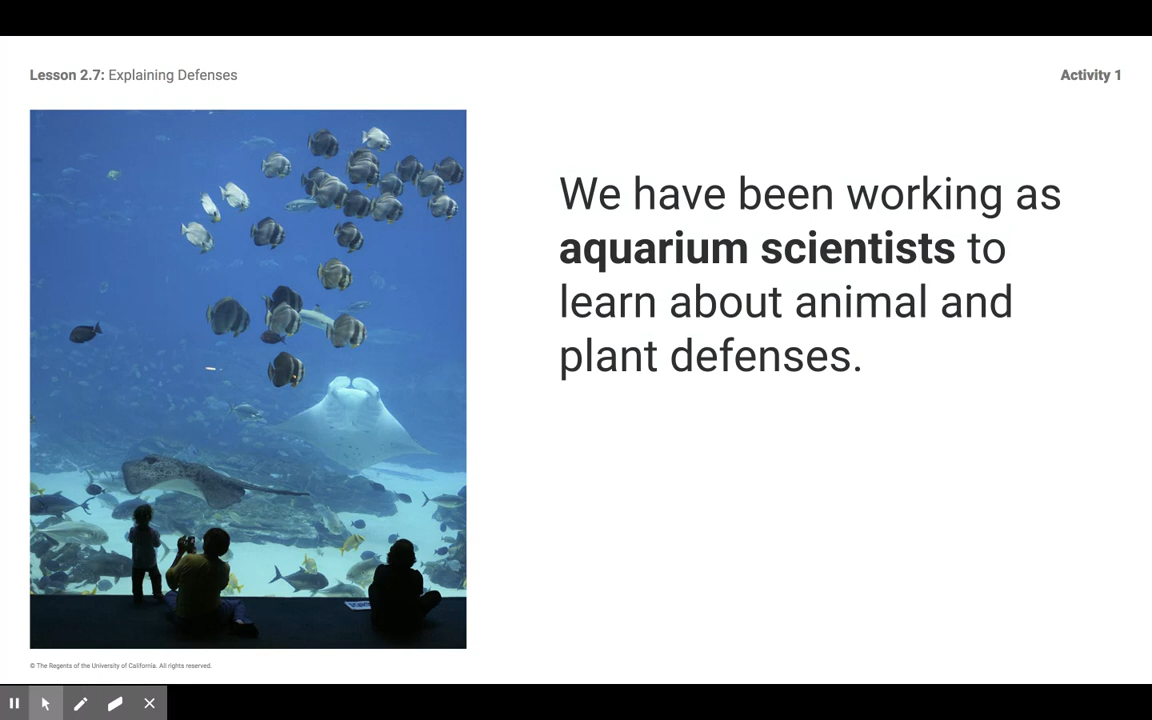 Lesson 2.7: Explaining Defenses
Activity 1
We have been working as
aquarium scientists to
learn about animal and
plant defenses.
© The Regents of the University of California. All rights reserved.